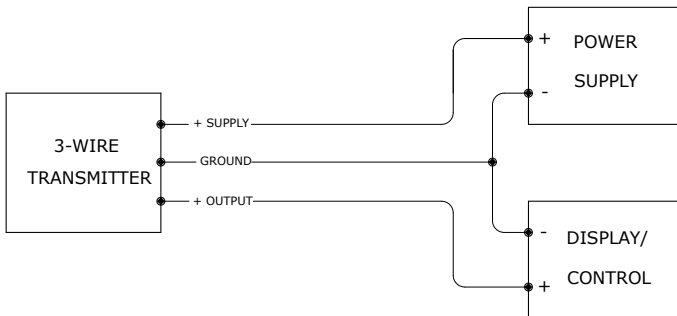 3-WIRE
TRANSMITTER
+ SUPPLY
GROUND
+ OUTPUT
+ POWER
- SUPPLY
- DISPLAY/
+ CONTROL